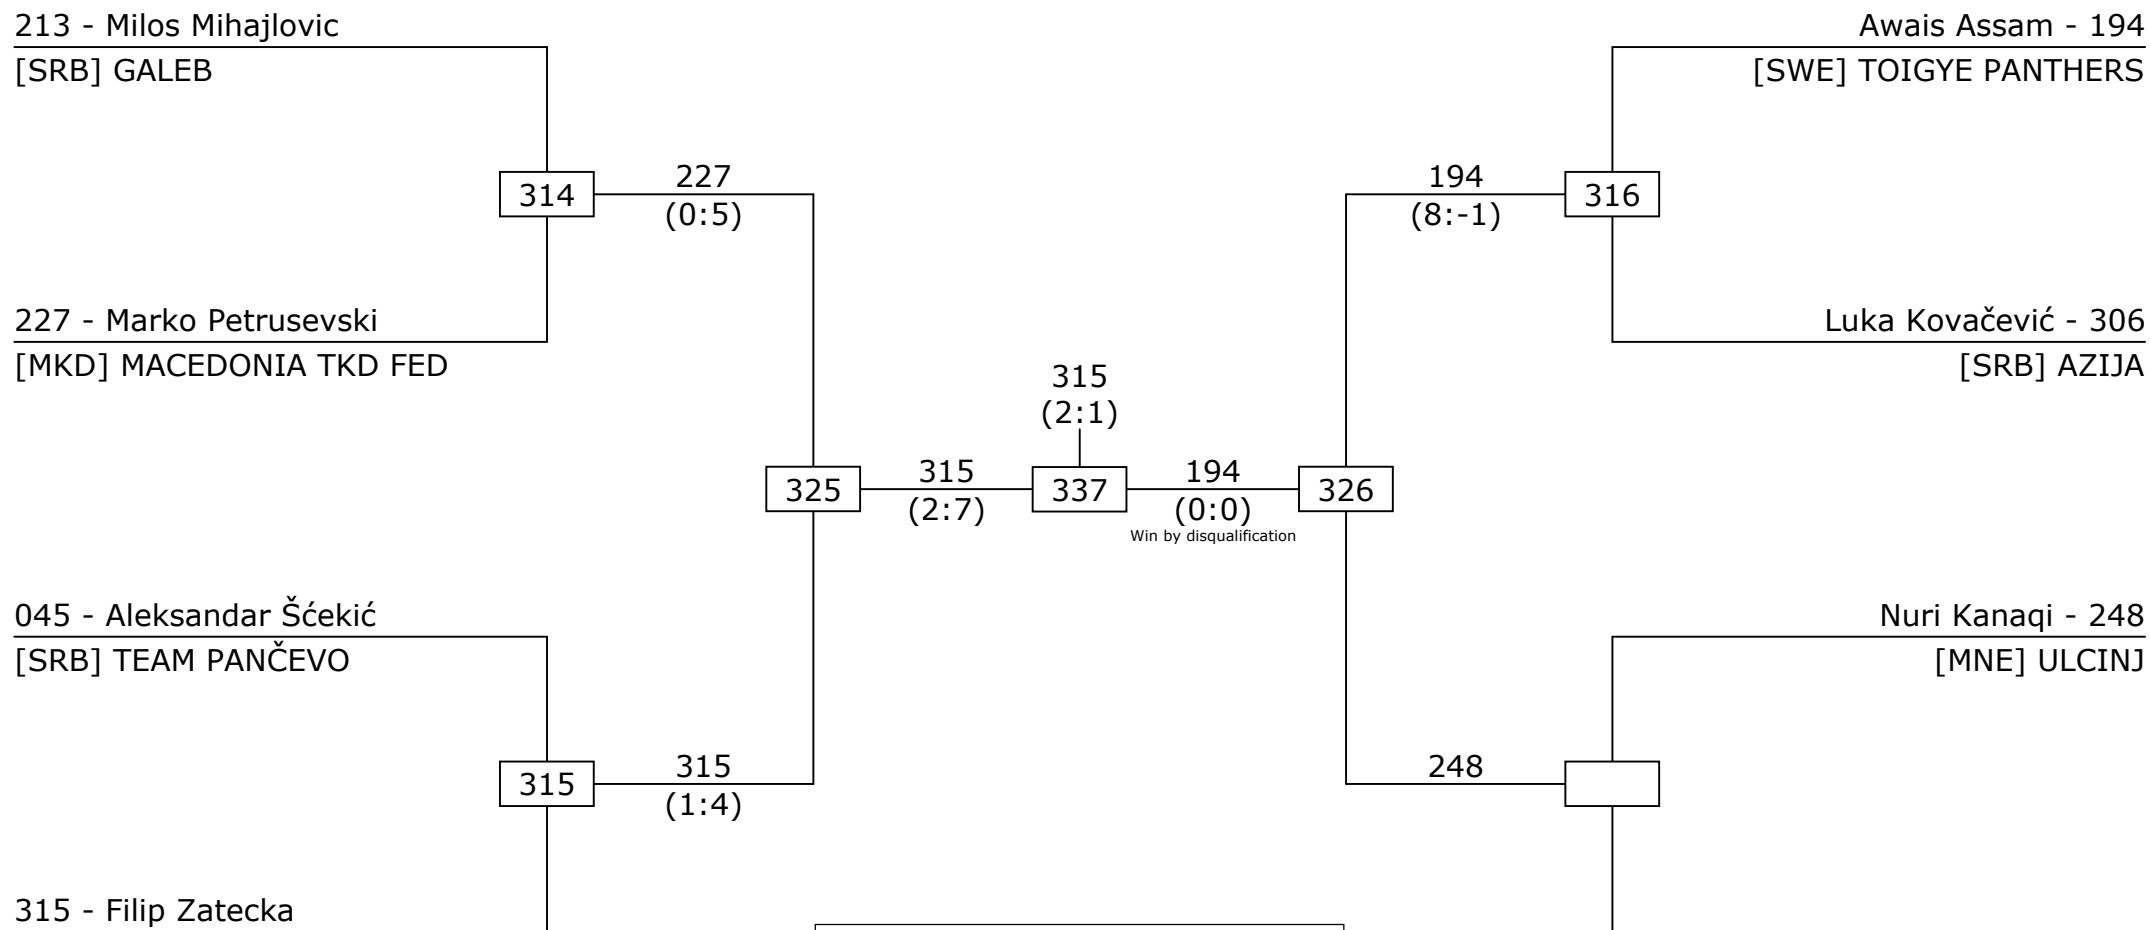 213 - Milos Mihajlovic
[SRB] GALEB
Awais Assam - 194
[SWE] TOIGYE PANTHERS
314
227
(0:5)
194
(8:-1)
316
227 - Marko Petrusevski
[MKD] MACEDONIA TKD FED
Luka Kovačević - 306
[SRB] AZIJA
315
(2:1)
325
315
(2:7)
337
194
(0:0)
Win by disqualification
326
045 - Aleksandar Šćekić
[SRB] TEAM PANČEVO
Nuri Kanaqi - 248
[MNE] ULCINJ
315
315
(1:4)
248
315 - Filip Zatecka